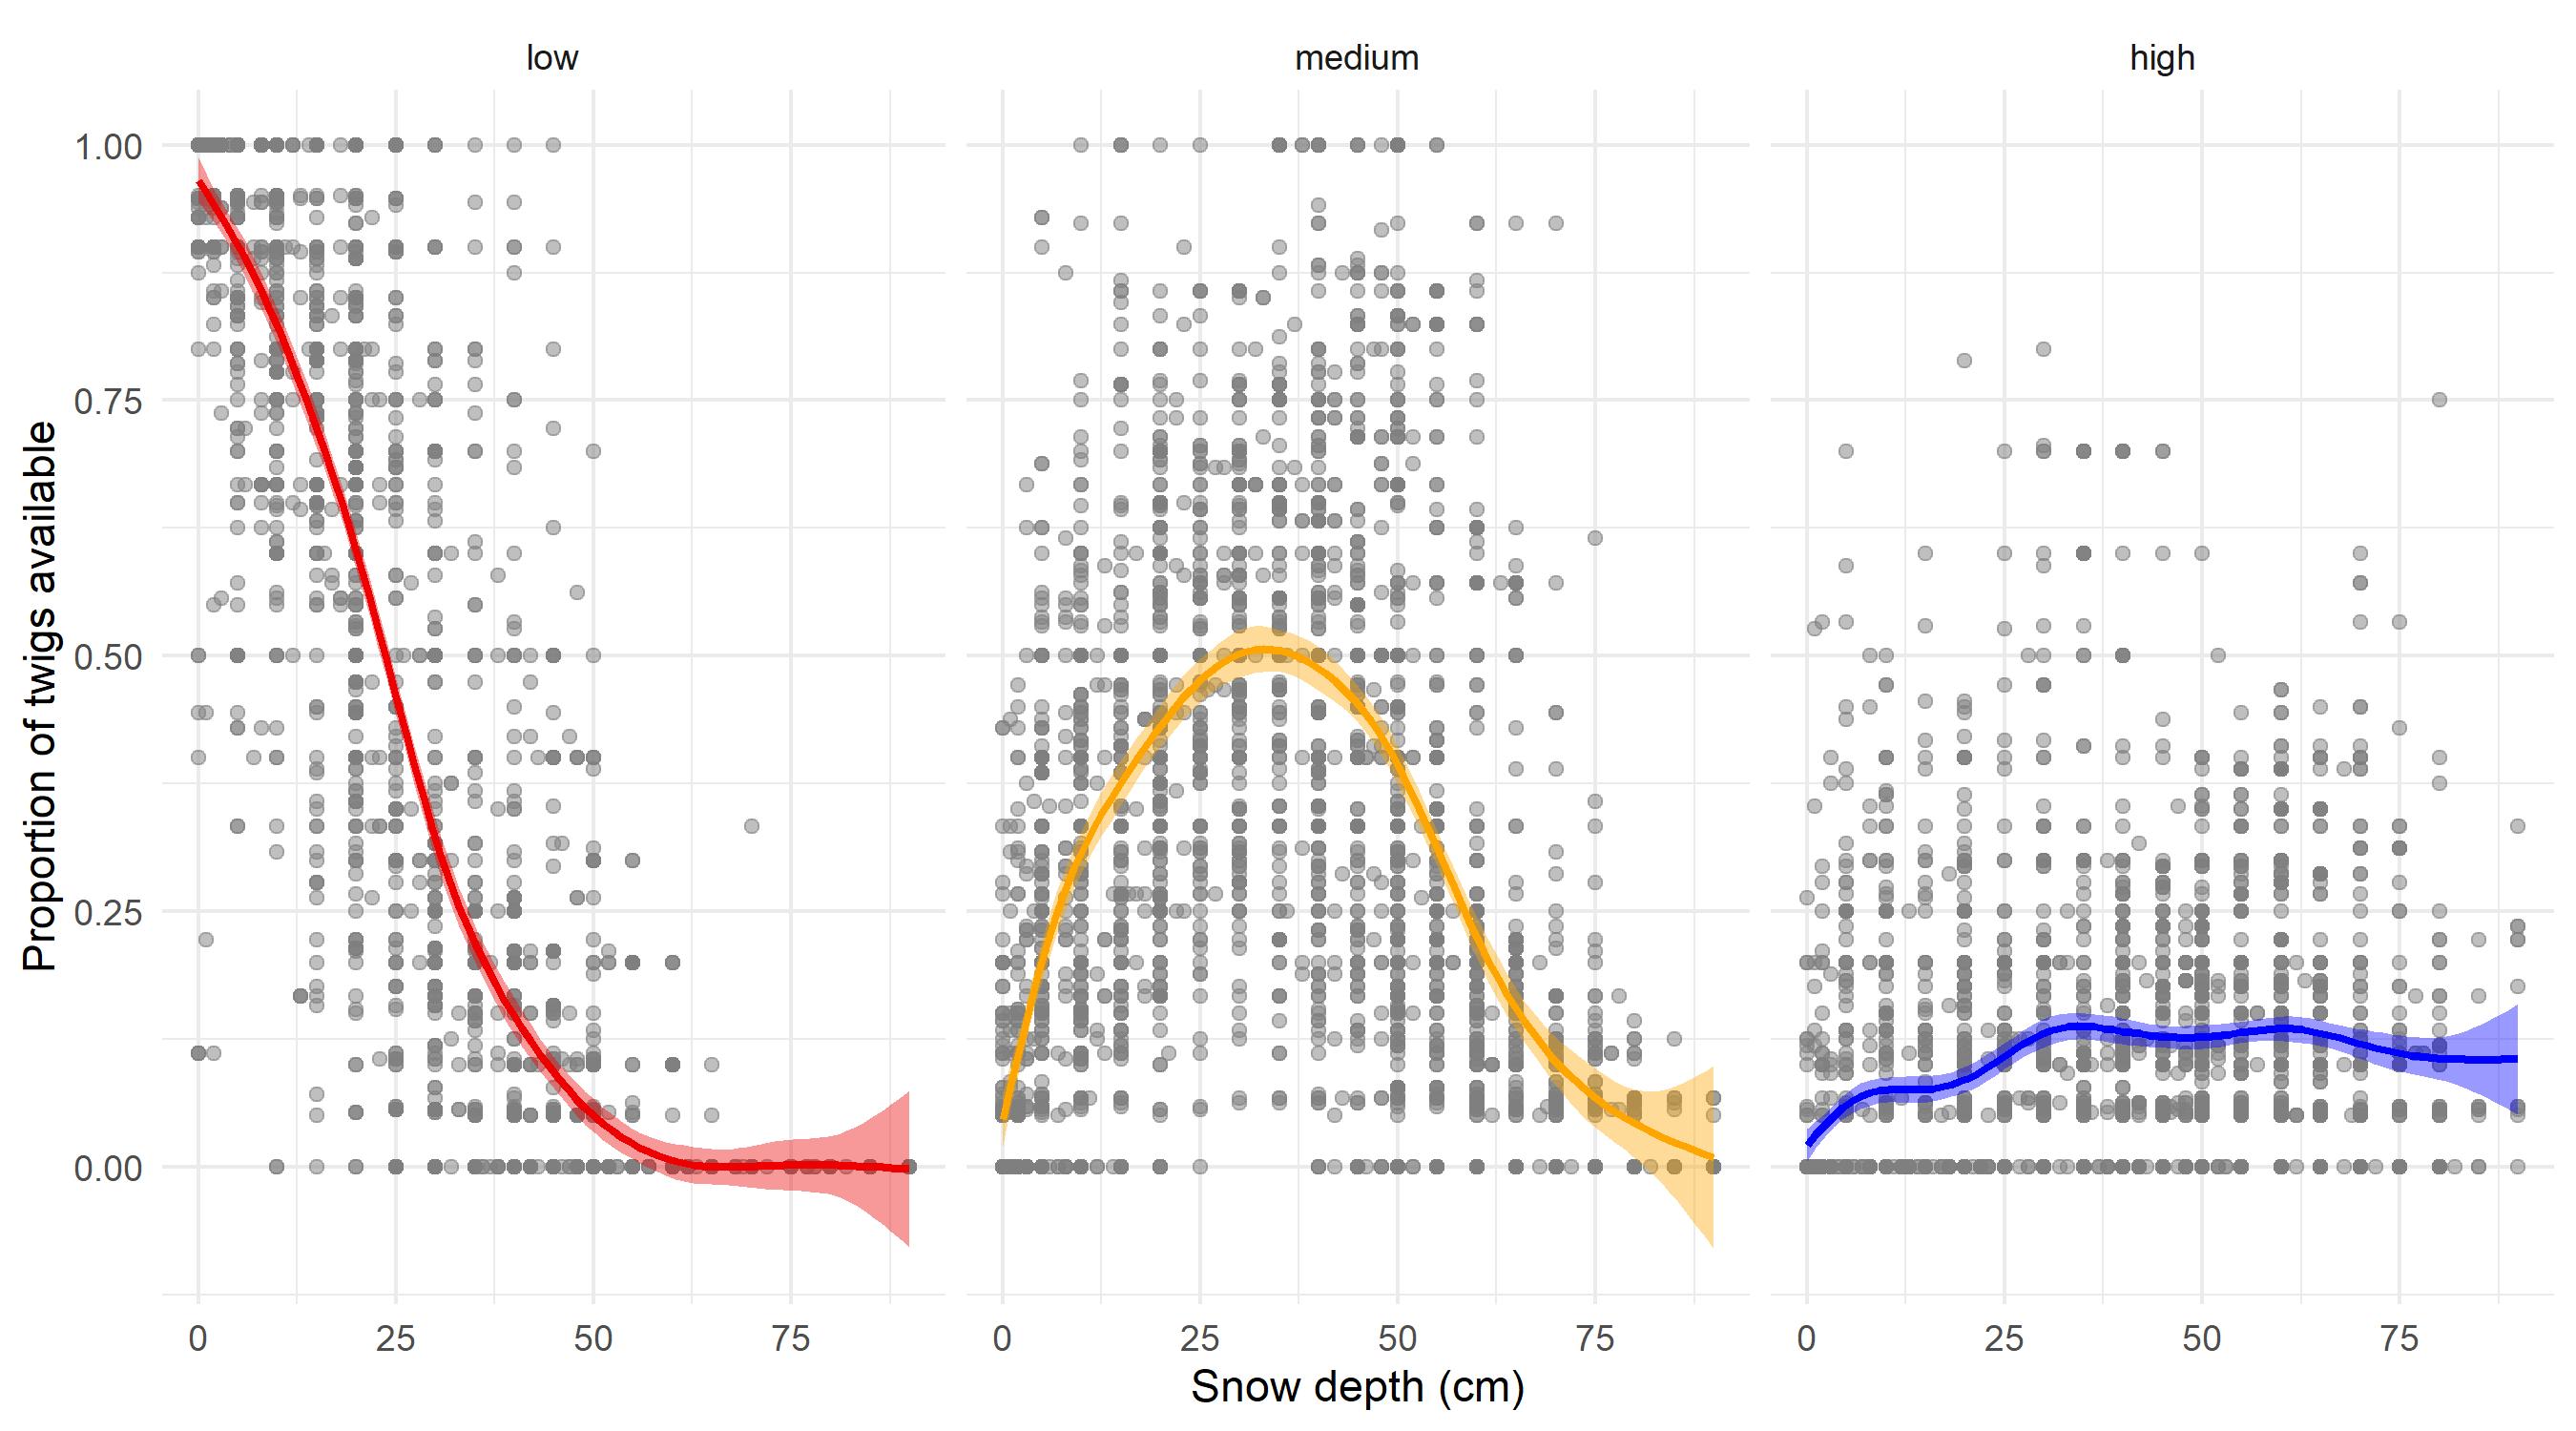 low medium high
Proportion of twigs available
1.00
0.75
0.50
0.25
0.00
0 25 50 75 0 25 50 75 0 25 50 75
Snow depth (cm)